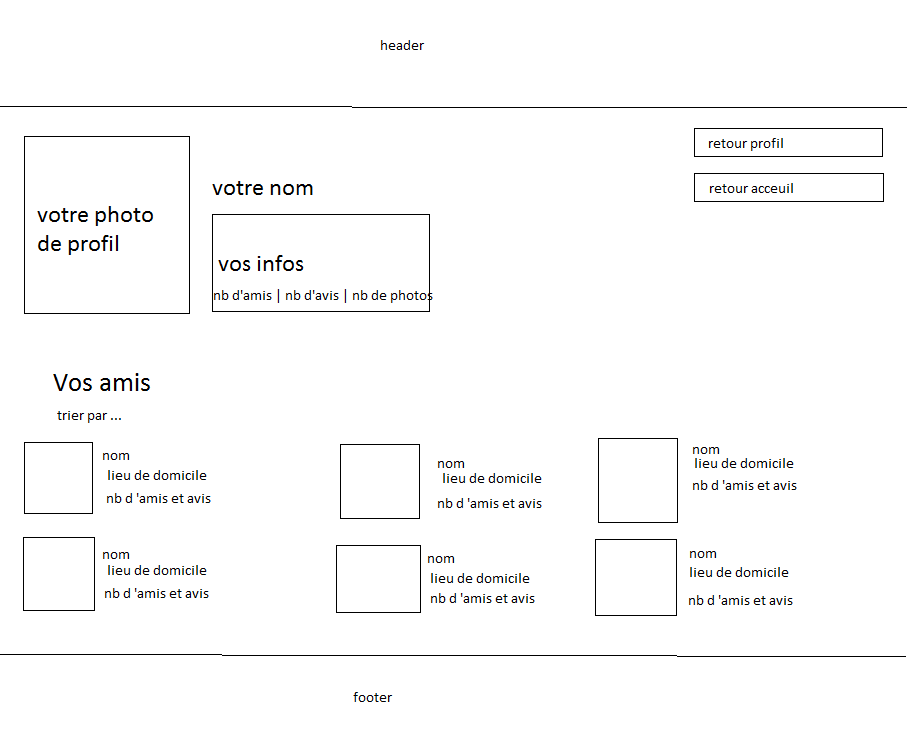 header
retour profil
retour acceuil
votre nom
votre photo
de profil
vos infos
nb d'amis | nb d'avis | nb de photos
Vos amis
trier par ...
nom
lieu de domicile
nb d 'amis et avis
nom
lieu de domicile
nb d 'amis et avis
nom
lieu de domicile
nb d 'amis et avis
nom
lieu de domicile
nb d 'amis et avis
nom
lieu de domicile
nb d 'amis et avis
nom
lieu de domicile
nb d 'amis et avis
footer